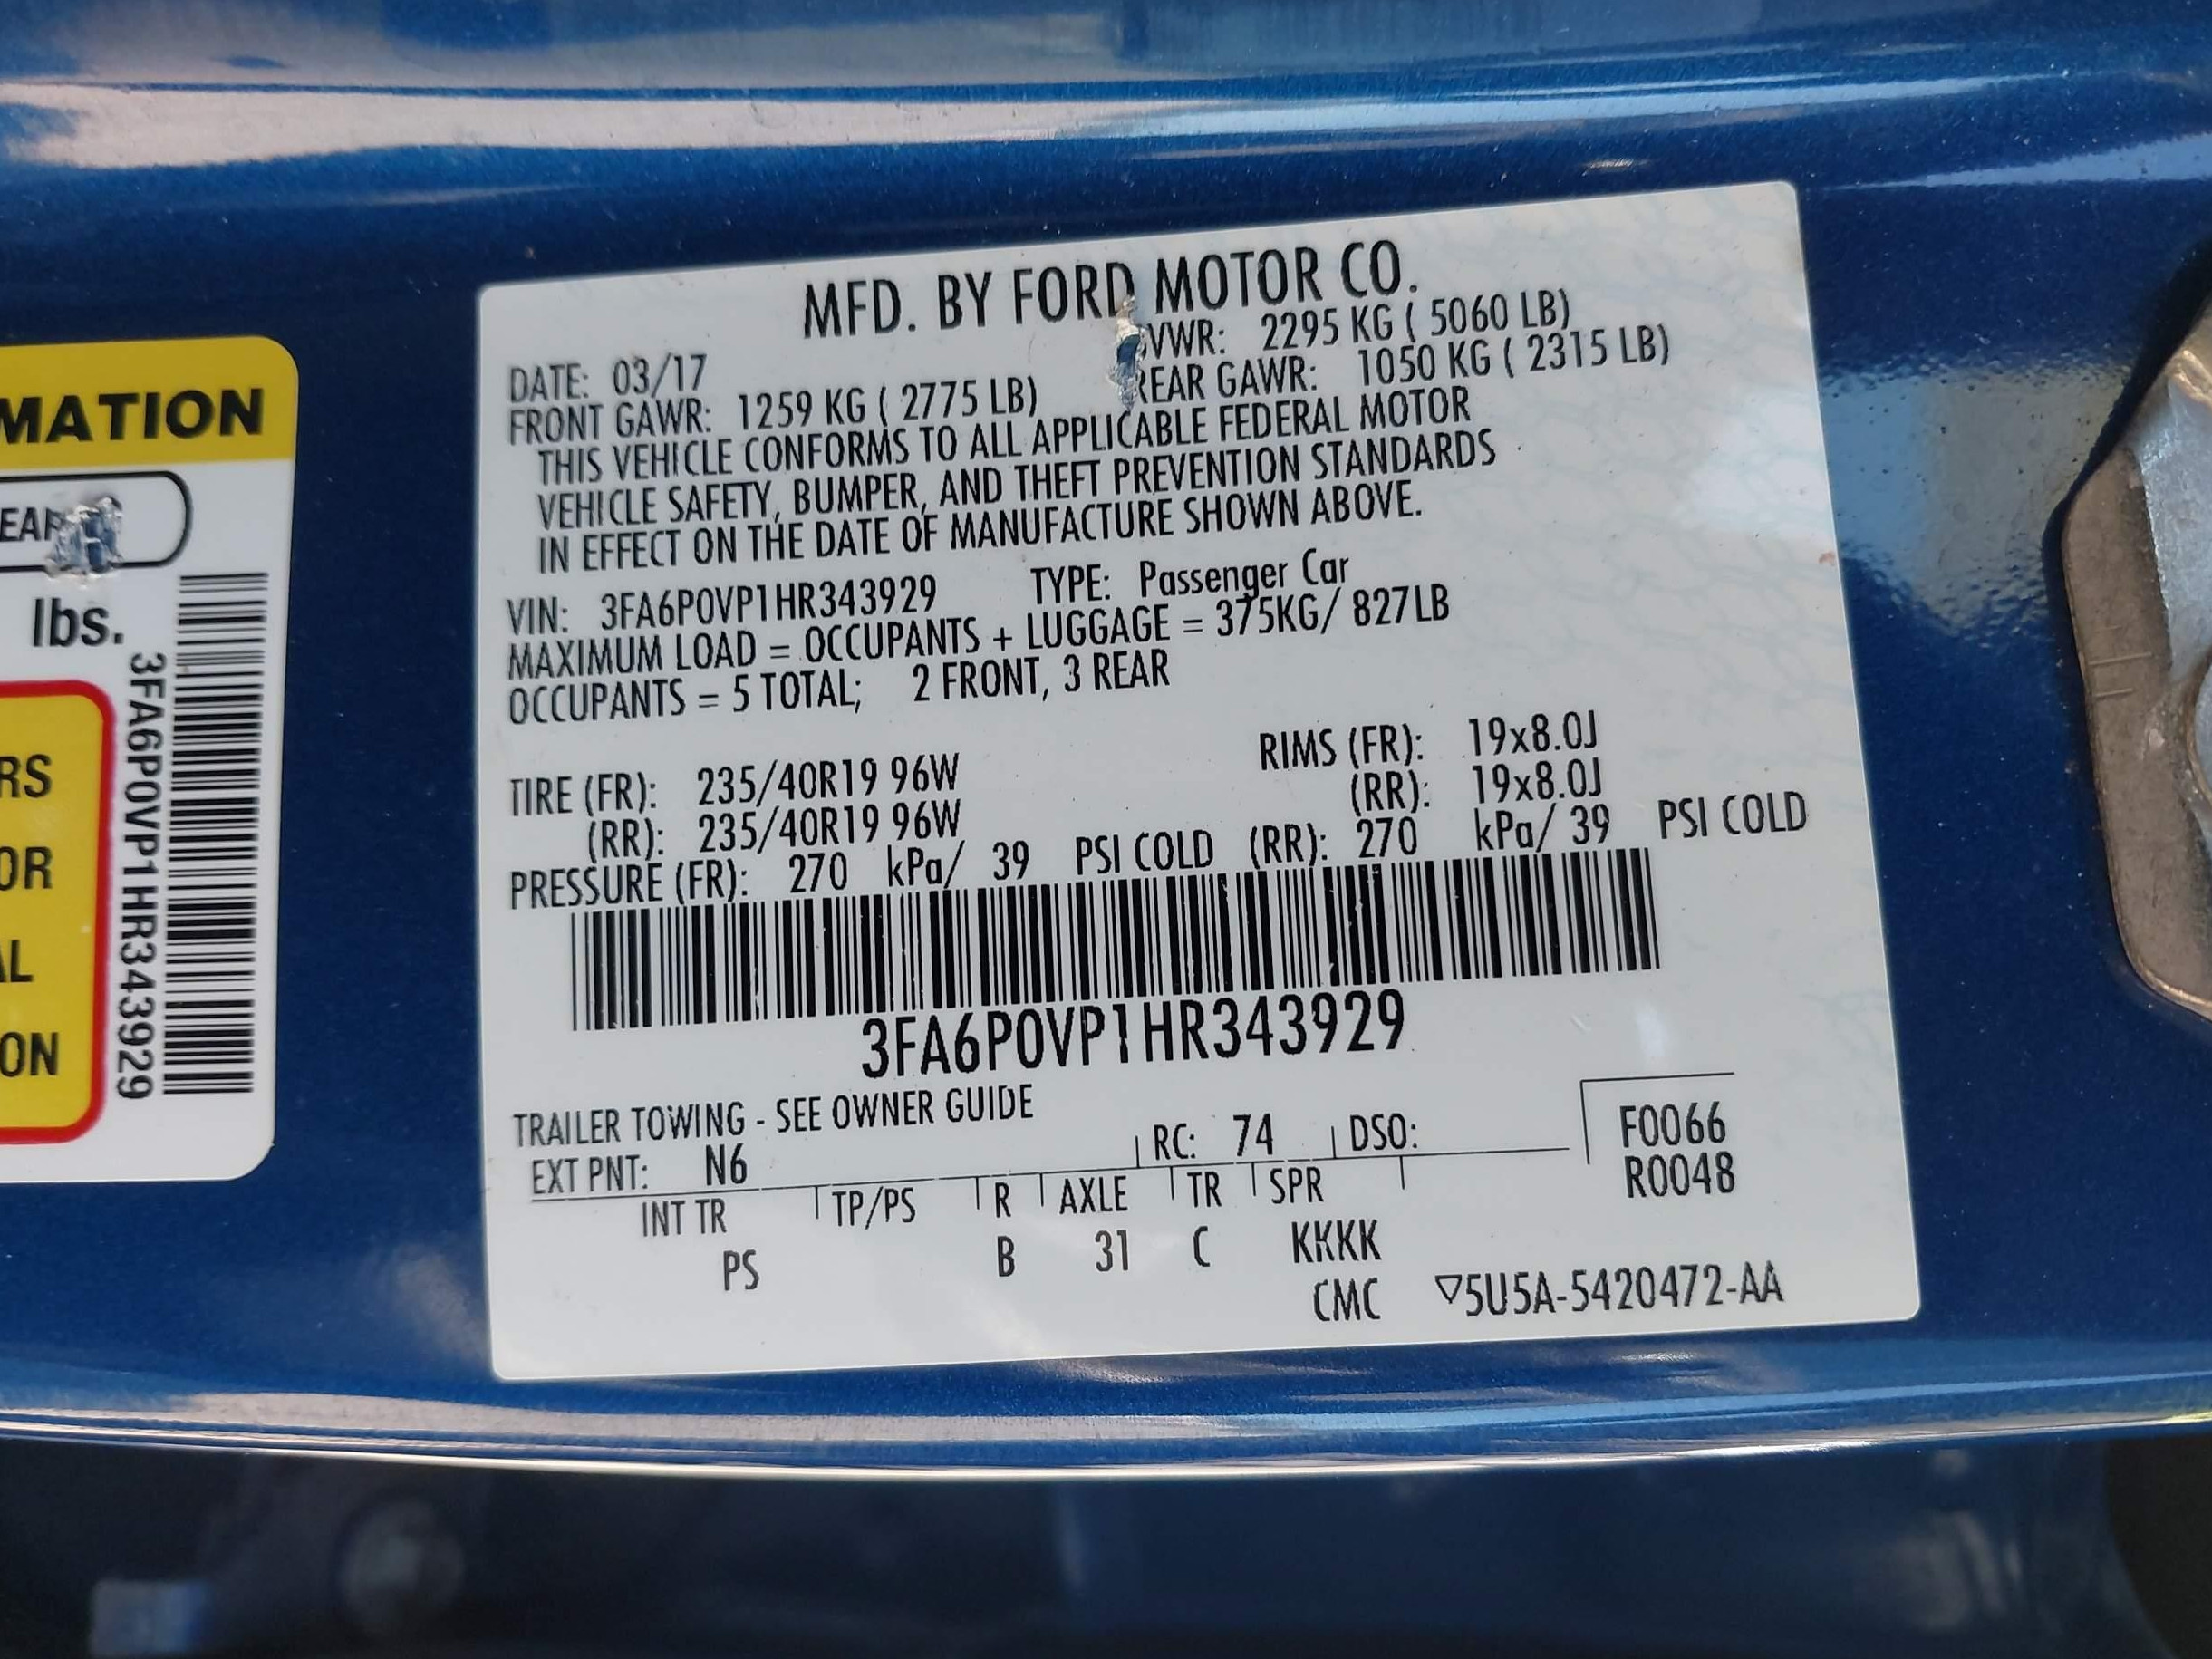 MATION
lbs.
RS
OR
AL
ON
3FA6P0VP1HR343929
MFD. BY FORD MOTOR CO.
DATE: 03/17 VWR: 2295 KG ( 5060 LB)
FRONT GAWR: 1259 KG ( 2775 LB) REAR GAWR: 1050 KG ( 2315 LB)
THIS VEHICLE CONFORMS TO ALL APPLICABLE FEDERAL MOTOR
VEHICLE SAFETY, BUMPER, AND THEFT PREVENTION STANDARDS
IN EFFECT ON THE DATE OF MANUFACTURE SHOWN ABOVE.
VIN: 3FA6P0VP1HR343929 TYPE: Passenger Car
MAXIMUM LOAD = OCCUPANTS + LUGGAGE = 375KG/ 827LB
OCCUPANTS = 5 TOTAL; 2 FRONT, 3 REAR
TIRE (FR): 235/40R19 96W RIMS (FR): 19x8.0J
(RR): 235/40R19 96W (RR): 19x8.0J
PRESSURE (FR): 270 kPa/ 39 PSI COLD (RR): 270 kPa/ 39 PSI COLD
3FA6P0VP1HR343929
TRAILER TOWING - SEE OWNER GUIDE
EXT PNT: N6 RC: 74 DSO: F0066
R0048
INT TR TP/PS R AXLE TR SPR
PS B 31 C KKKK
CMC ▽5U5A-5420472-AA